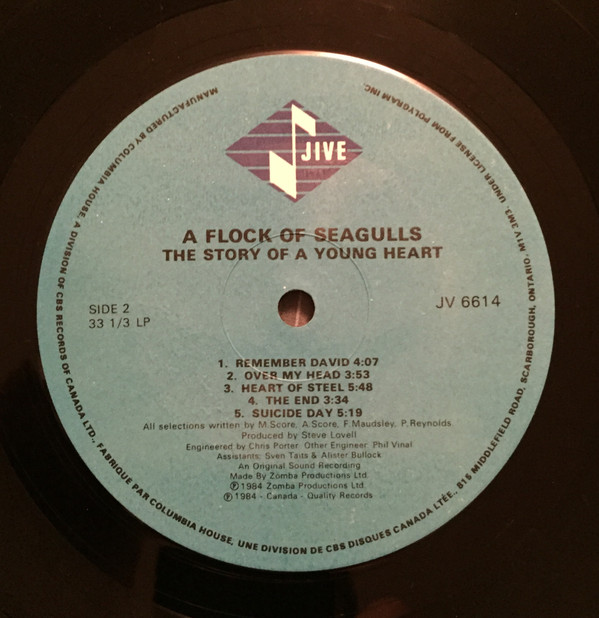 JIVE
A FLOCK OF SEAGULLS
THE STORY OF A YOUNG HEART
SIDE 2
33 1/3 LP
JV 6614
1. REMEMBER DAVID 4:07
2. OVER MY HEAD 3:53
3. HEART OF STEEL 5:48
4. THE END 3:34
5. SUICIDE DAY 5:19
All selections written by M.Score, A.Score, F.Maudsley, P.Reynolds
Produced by Steve Lovell
Engineered by Chris Porter. Other Engineer: Phil Vinal
Assistants: Sven Taits & Alister Bullock
An Original Sound Recording
Made By Zomba Productions Ltd.
Ⓟ1984 Zomba Productions Ltd.
Ⓟ1984 - Canada - Quality Records
MANUFACTURED BY COLUMBIA HOUSE, A DIVISION OF CBS RECORDS OF CANADA LTD., FABRIQUE PAR COLUMBIA HOUSE, UNE DIVISION DE CBS DISQUES CANADA LTÉE., 815 MIDDLEFIELD ROAD, SCARBOROUGH, ONTARIO, M1V 3M3. UNDER LICENSE FROM POLYGRAM INC.